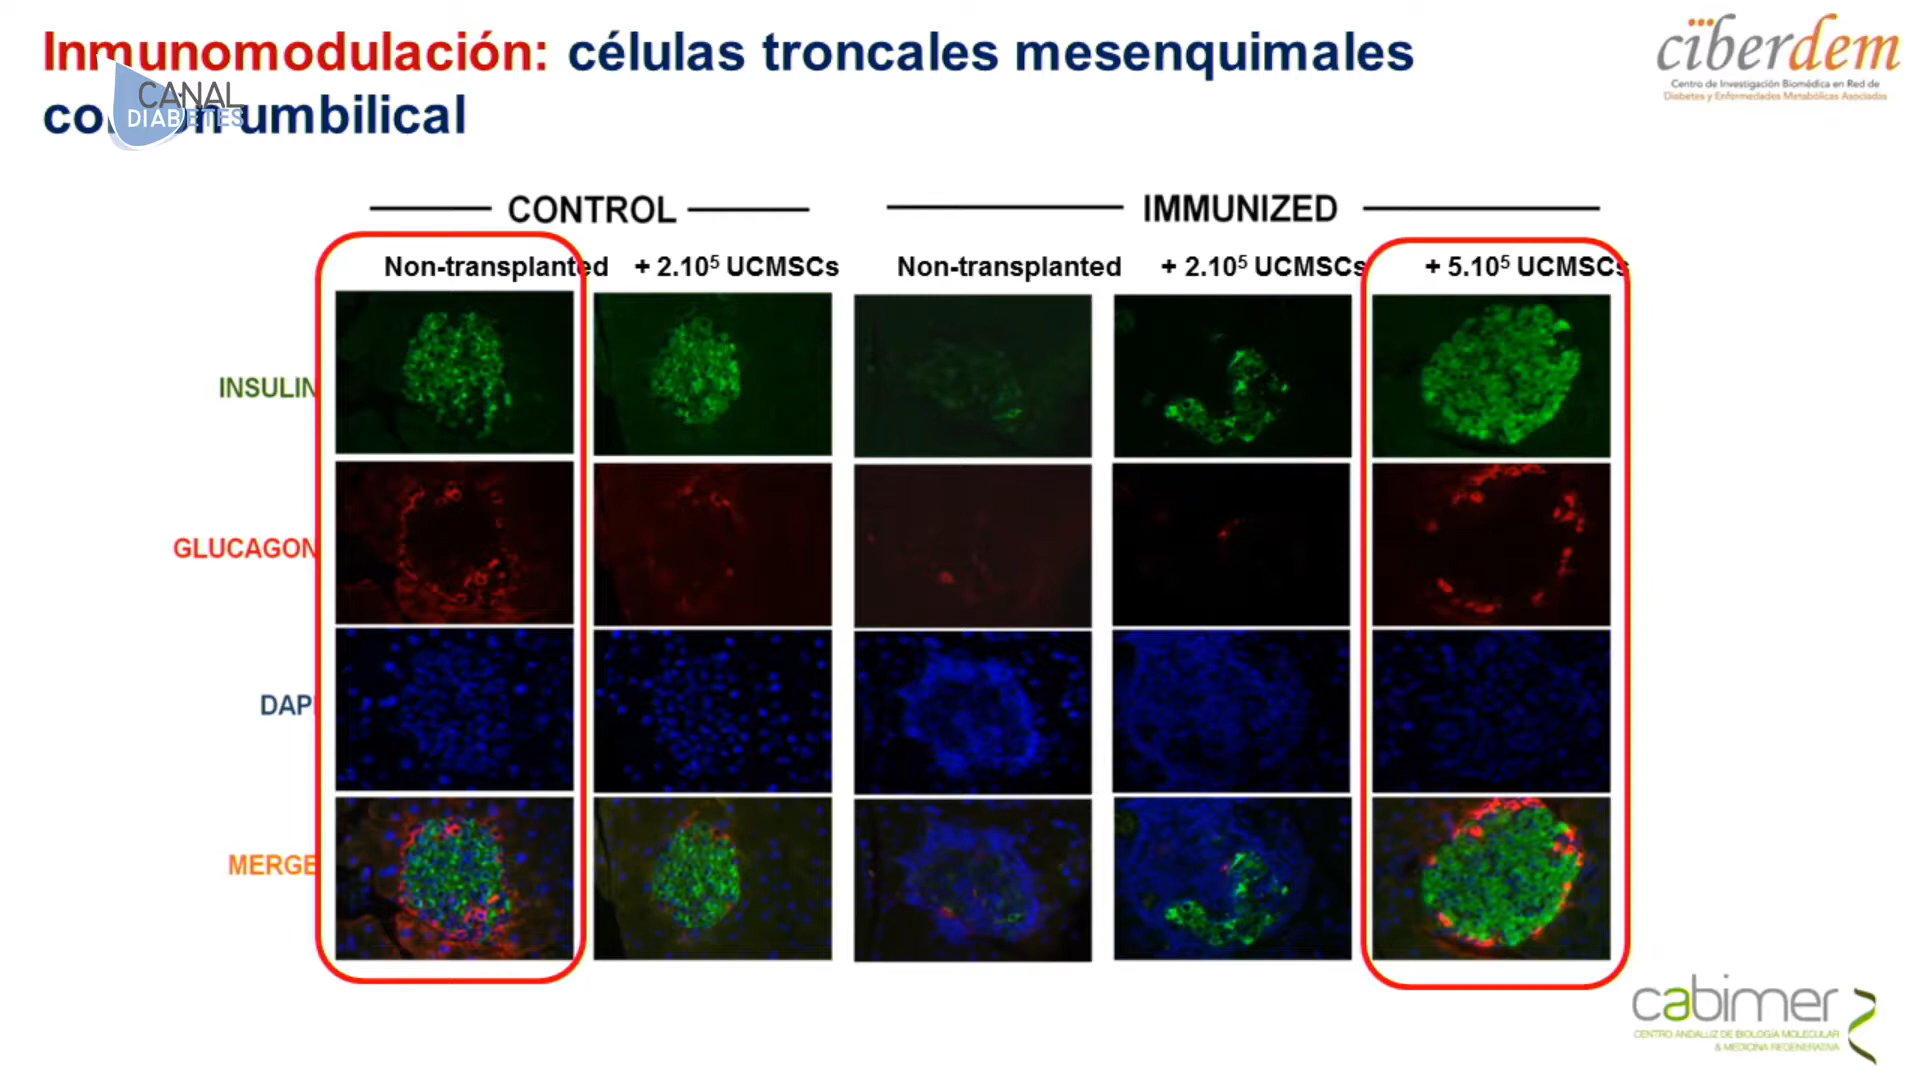 Inmunomodulación: células troncales mesenquimales
cordón umbilical
CANAL
DIABETES
ciberdem
Centro de Investigación Biomédica en Red de
Diabetes y Enfermedades Metabólicas Asociadas
CONTROL
IMMUNIZED
Non-transplanted
+ 2.10⁵ UCMSCs
Non-transplanted
+ 2.10⁵ UCMSCs
+ 5.10⁵ UCMSCs
INSULIN
GLUCAGON
DAPI
MERGE
cabimer
CENTRO ANDALUZ DE BIOLOGÍA MOLECULAR
& MEDICINA REGENERATIVA